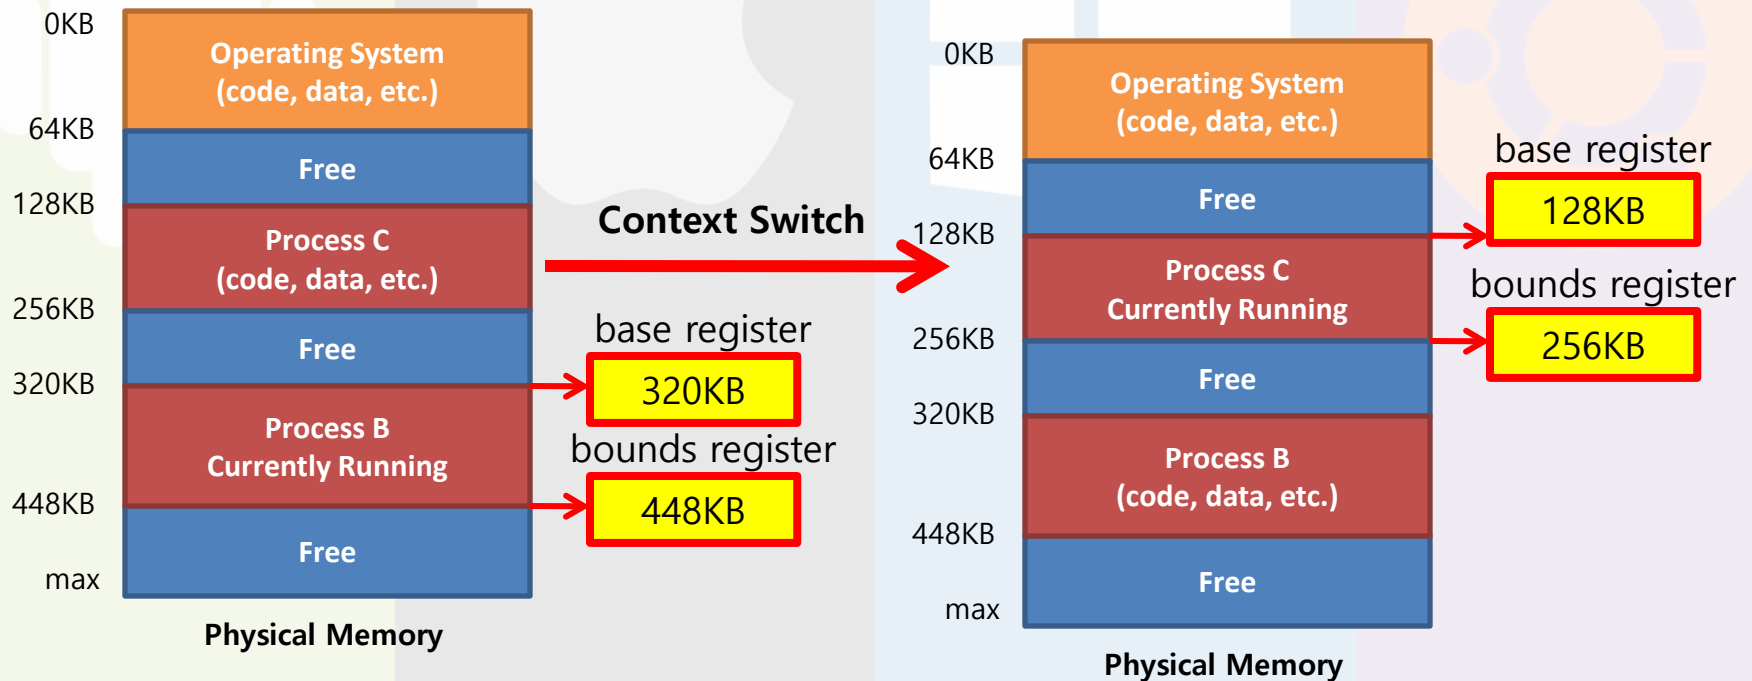 0KB
Operating System
(code, data, etc.)
64KB
Free
128KB
Process C
(code, data, etc.)
256KB
Free
320KB
Process B
Currently Running
448KB
Free
max
Physical Memory
base register
320KB
bounds register
448KB
Context Switch
0KB
Operating System
(code, data, etc.)
64KB
Free
128KB
Process C
Currently Running
256KB
Free
320KB
Process B
(code, data, etc.)
448KB
Free
max
Physical Memory
base register
128KB
bounds register
256KB